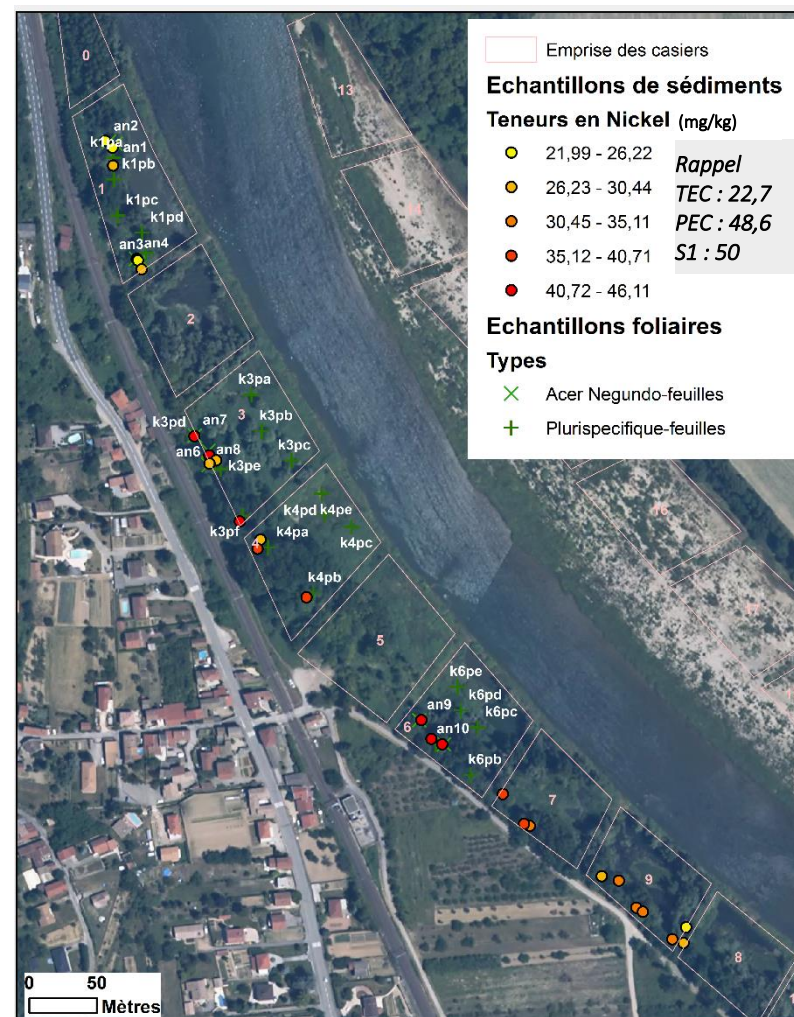 Emprise des casiers
Echantillons de sédiments
Teneurs en Nickel (mg/kg)
21,99 - 26,22
26,23 - 30,44
30,45 - 35,11
35,12 - 40,71
40,72 - 46,11
Rappel
TEC : 22,7
PEC : 48,6
S1 : 50
Echantillons foliaires
Types
Acer Negundo-feuilles
Plurispecifique-feuilles
0
13
an2
k1pa
an1
k1pb
1
k1pc
k1pd
an3
an4
2
k3pa
3
k3pd
an7
k3pb
an6
an8
k3pe
k3pc
k3pf
k4pd
k4pe
k4pa
k4pc
4
k4pb
16
5
k6pe
k6pd
an9
k6pc
6
an10
k6pb
7
9
8
0
50
Mètres